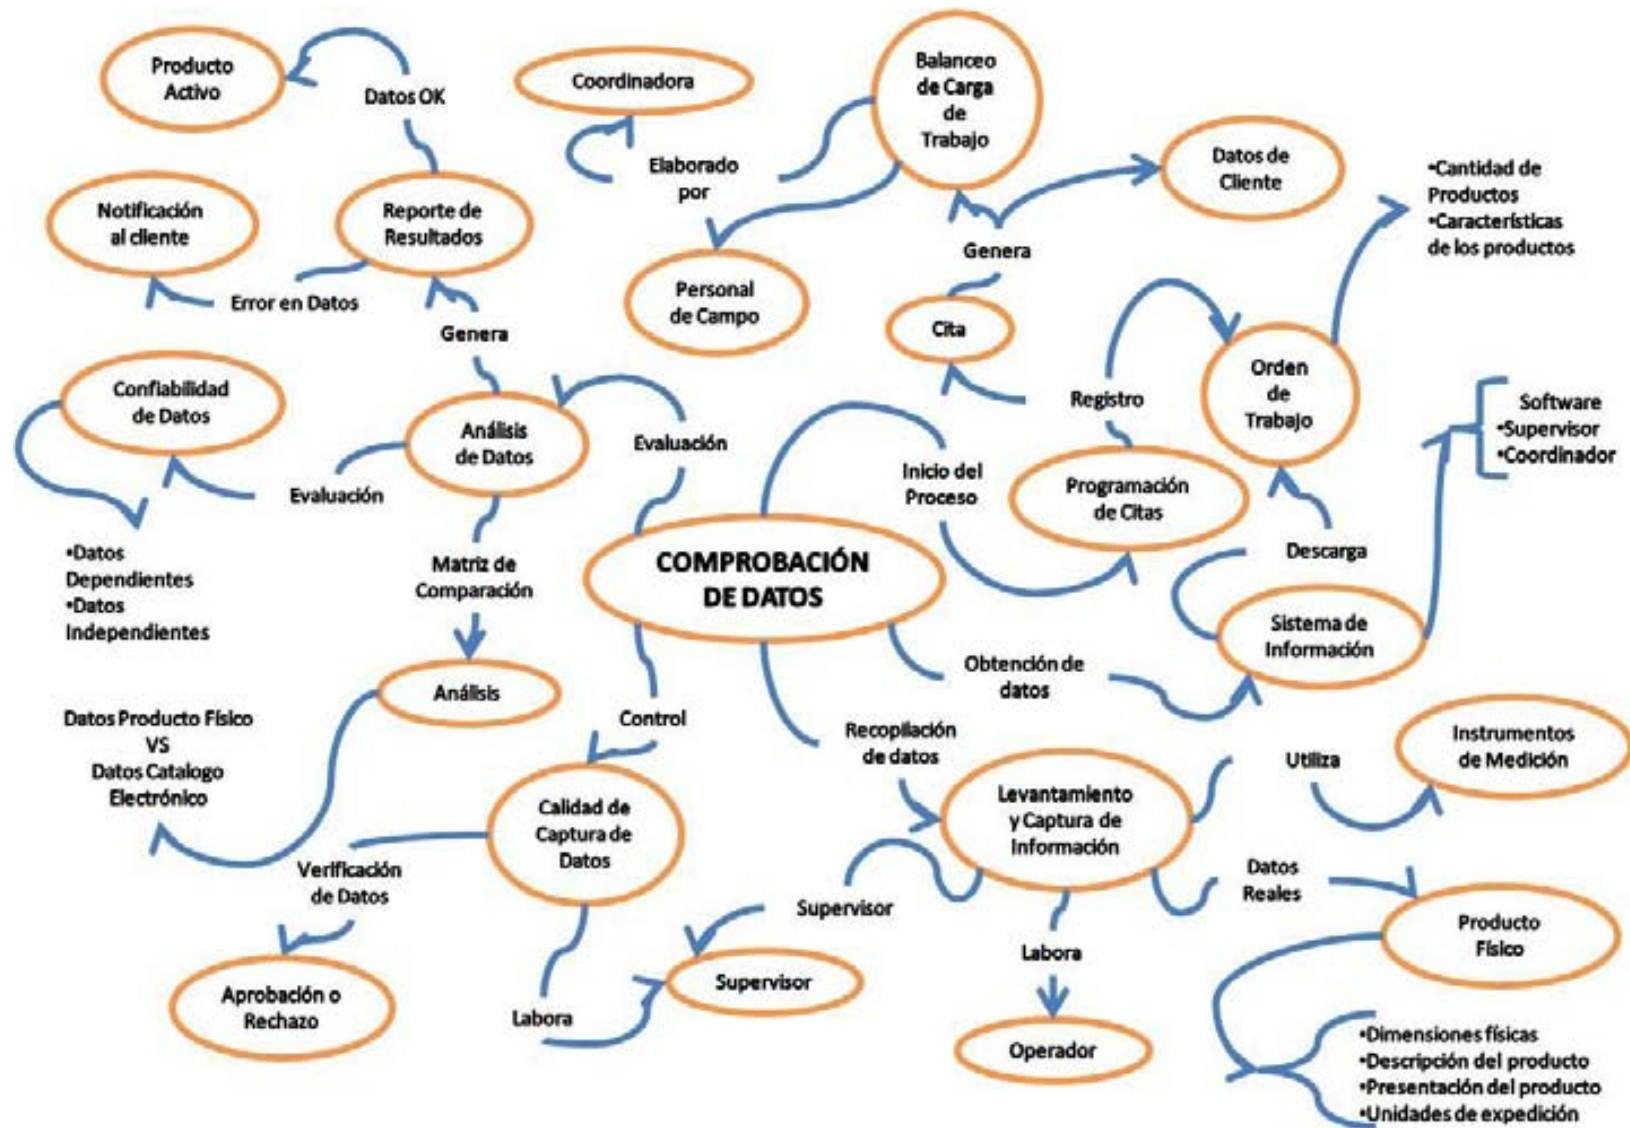 Producto
Activo
Datos OK
Coordinadora
Balanceo
de Carga
de
Trabajo
Elaborado
por
Datos de
Cliente
•Cantidad de
Productos
•Características
de los productos
Notificación
al cliente
Reporte de
Resultados
Error en Datos
Genera
Personal
de Campo
Genera
Cita
Registro
Orden
de
Trabajo
Software
•Supervisor
•Coordinador
Confiabilidad
de Datos
Análisis
de Datos
Evaluación
Evaluación
Inicio del
Proceso
Programación
de Citas
•Datos
Dependientes
•Datos
Independientes
Matriz de
Comparación
COMPROBACIÓN
DE DATOS
Descarga
Sistema de
Información
Análisis
Datos Producto Físico
VS
Datos Catalogo
Electrónico
Control
Obtención de
datos
Recopilación
de datos
Utiliza
Instrumentos
de Medición
Calidad de
Captura de
Datos
Levantamiento
y Captura de
Información
Verificación
de Datos
Supervisor
Datos
Reales
Producto
Físico
Labora
Aprobación o
Rechazo
Labora
Supervisor
Operador
•Dimensiones físicas
•Descripción del producto
•Presentación del producto
•Unidades de expedición